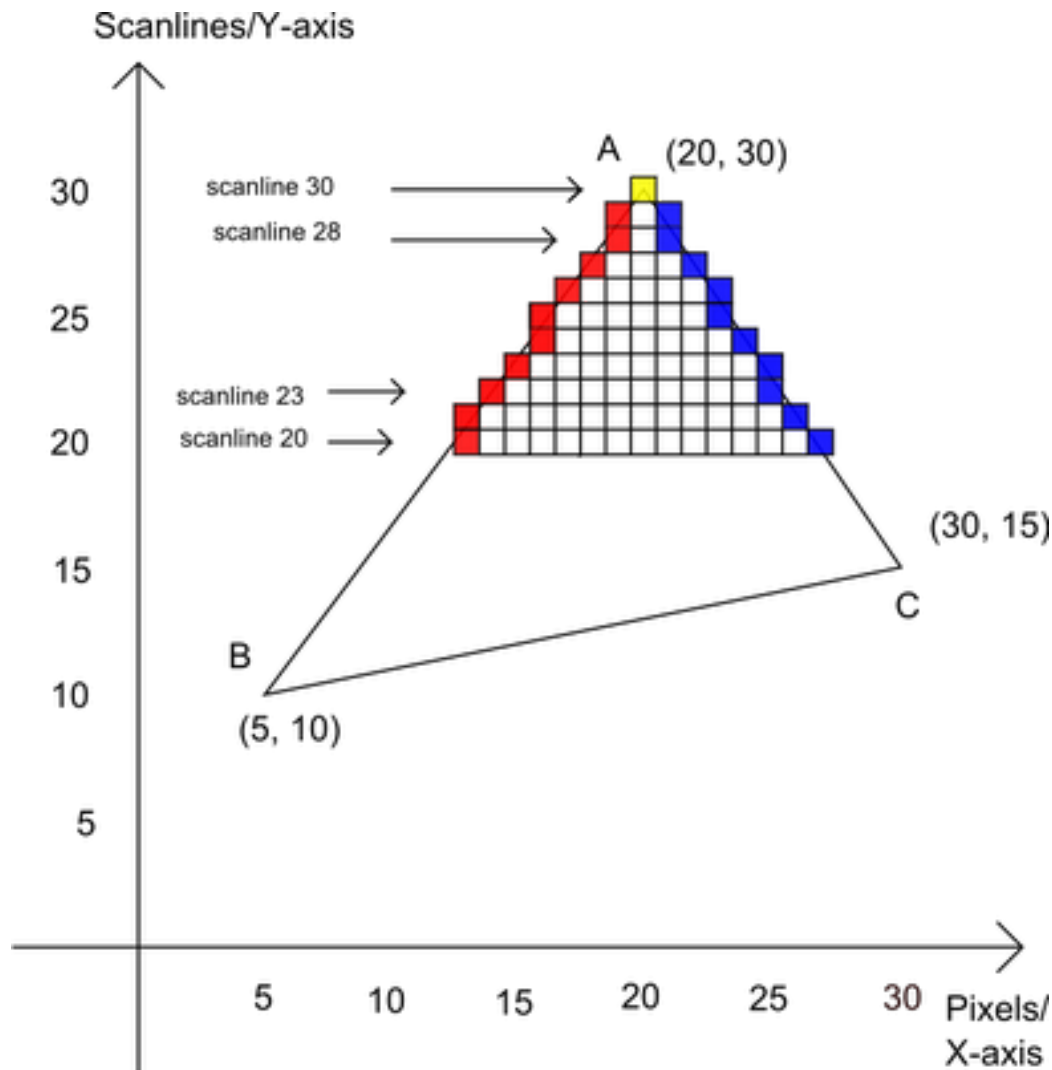 Scanlines/Y-axis
A (20, 30)
30
scanline 30
scanline 28
25
scanline 23
20
scanline 20
(30, 15)
15
C
B
10
(5, 10)
5
5 10 15 20 25 30
Pixels/
X-axis